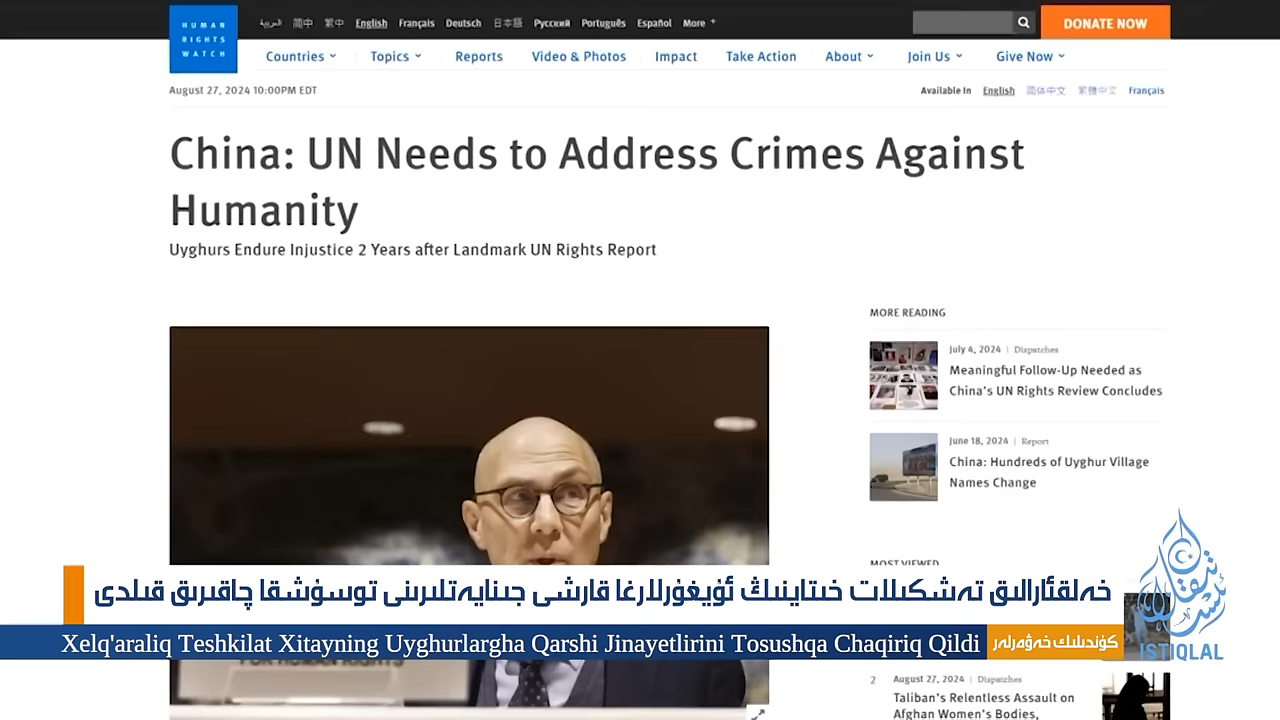 HUMAN
RIGHTS
WATCH
العربية 简中 繁中 English Français Deutsch 日本語 Русский Português Español More +
DONATE NOW
Countries Topics Reports Video & Photos Impact Take Action About Join Us Give Now
August 27, 2024 10:00PM EDT
Available In English 简体中文 繁體中文 Français
China: UN Needs to Address Crimes Against
Humanity
Uyghurs Endure Injustice 2 Years after Landmark UN Rights Report
MORE READING
July 4, 2024 | Dispatches
Meaningful Follow-Up Needed as
China's UN Rights Review Concludes
June 18, 2024 | Report
China: Hundreds of Uyghur Village
Names Change
MOST VIEWED
خەلقئارالىق تەشكىلات خىتاينىڭ ئۇيغۇرلارغا قارشى جىنايەتلىرىنى توسۇشقا چاقىرىق قىلدى
Xelq'araliq Teshkilat Xitayning Uyghurlargha Qarshi Jinayetlirini Tosushqa Chaqiriq Qildi
كۈندىلىك خەۋەرلەر
ISTIQLAL
2 August 27, 2024 | Dispatches
Taliban's Relentless Assault on
Afghan Women's Bodies,